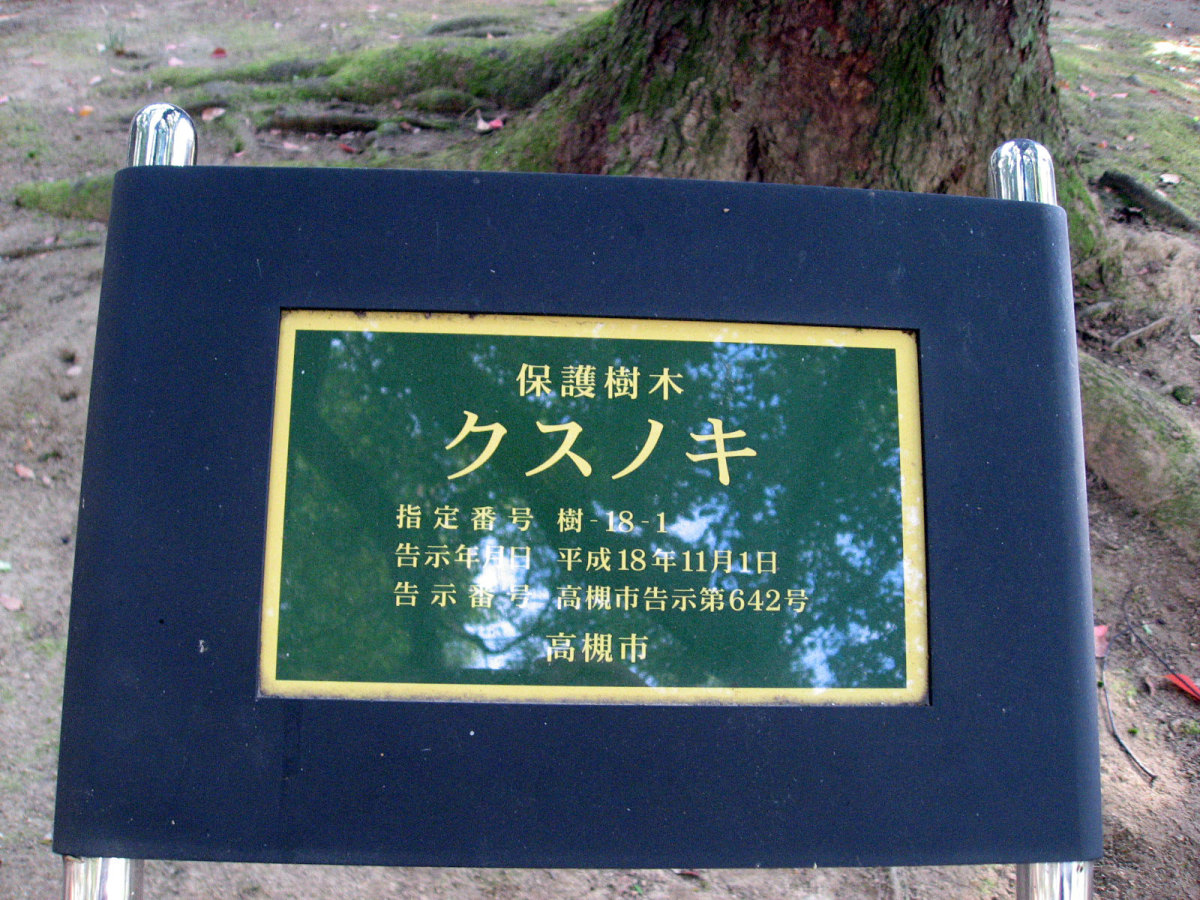 保護樹木
クスノキ
指定番号 樹-18-1
告示年月日 平成18年11月1日
告示番号 高槻市告示第642号
高槻市